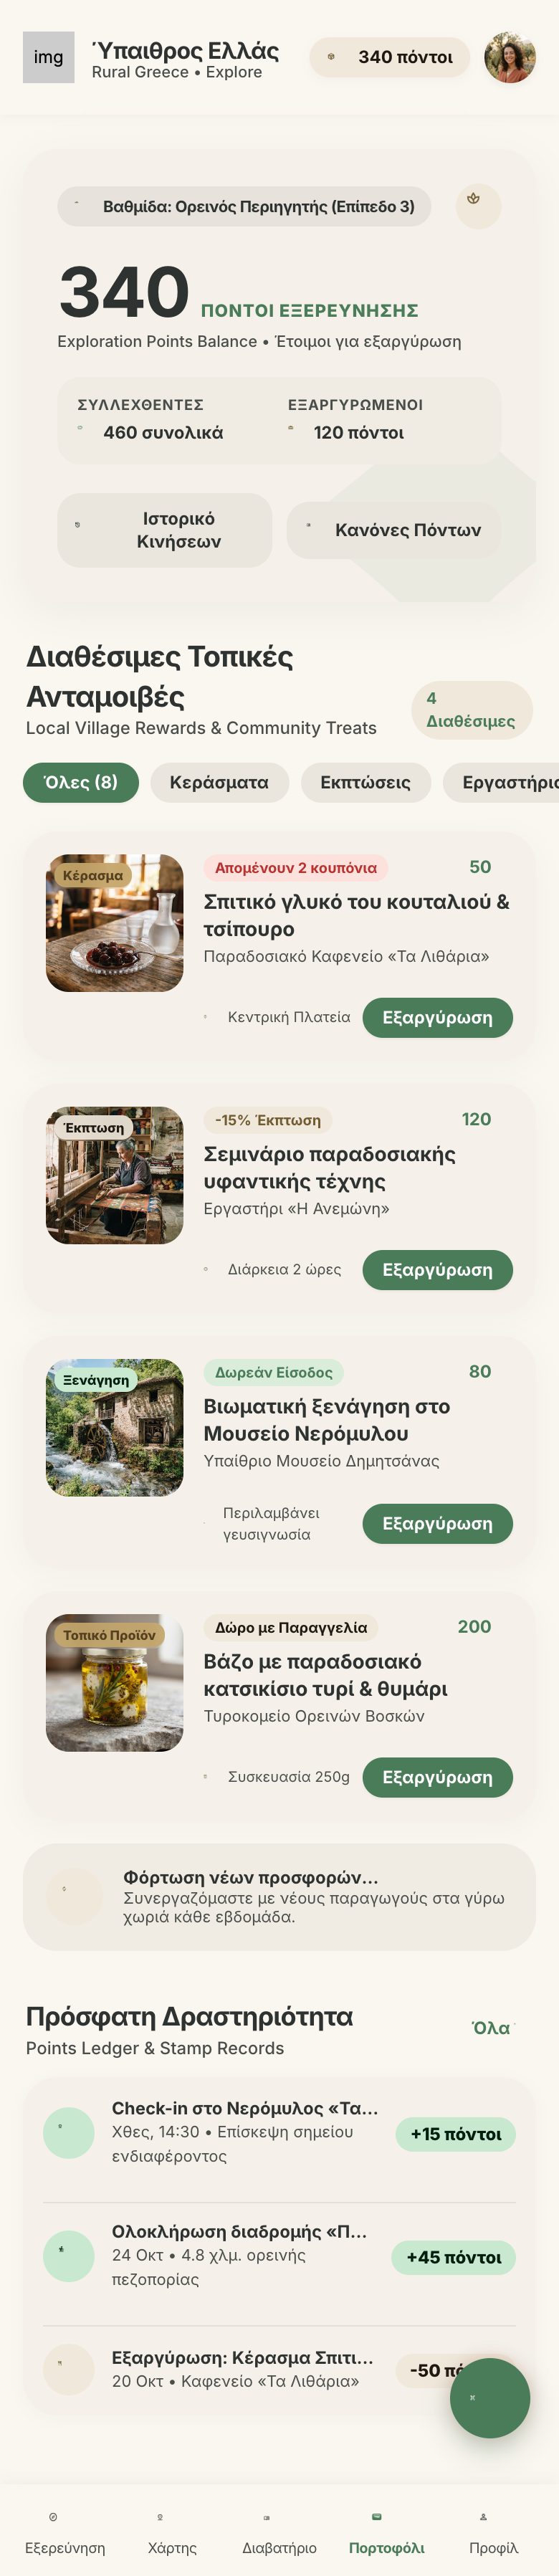 img
Ύπαιθρος Ελλάς
Rural Greece • Explore
340 πόντοι
Βαθμίδα: Ορεινός Περιηγητής (Επίπεδο 3)
340 ΠΟΝΤΟΙ ΕΞΕΡΕΥΝΗΣΗΣ
Exploration Points Balance • Έτοιμοι για εξαργύρωση
ΣΥΛΛΕΧΘΕΝΤΕΣ
460 συνολικά
ΕΞΑΡΓΥΡΩΜΕΝΟΙ
120 πόντοι
Ιστορικό
Κινήσεων
Κανόνες Πόντων
Διαθέσιμες Τοπικές
Ανταμοιβές
Local Village Rewards & Community Treats
4
Διαθέσιμες
Όλες (8)
Κεράσματα
Εκπτώσεις
Εργαστήριο
Κέρασμα
Απομένουν 2 κουπόνια
50
Σπιτικό γλυκό του κουταλιού &
τσίπουρο
Παραδοσιακό Καφενείο «Τα Λιθάρια»
Κεντρική Πλατεία
Εξαργύρωση
Έκπτωση
-15% Έκπτωση
120
Σεμινάριο παραδοσιακής
υφαντικής τέχνης
Εργαστήρι «Η Ανεμώνη»
Διάρκεια 2 ώρες
Εξαργύρωση
Ξενάγηση
Δωρεάν Είσοδος
80
Βιωματική ξενάγηση στο
Μουσείο Νερόμυλου
Υπαίθριο Μουσείο Δημητσάνας
Περιλαμβάνει
γευσιγνωσία
Εξαργύρωση
Τοπικό Προϊόν
Δώρο με Παραγγελία
200
Βάζο με παραδοσιακό
κατσικίσιο τυρί & θυμάρι
Τυροκομείο Ορεινών Βοσκών
Συσκευασία 250g
Εξαργύρωση
Φόρτωση νέων προσφορών...
Συνεργαζόμαστε με νέους παραγωγούς στα γύρω
χωριά κάθε εβδομάδα.
Πρόσφατη Δραστηριότητα
Points Ledger & Stamp Records
Όλα
Check-in στο Νερόμυλος «Τα...
Χθες, 14:30 • Επίσκεψη σημείου
ενδιαφέροντος
+15 πόντοι
Ολοκλήρωση διαδρομής «Π...
24 Οκτ • 4.8 χλμ. ορεινής
πεζοπορίας
+45 πόντοι
Εξαργύρωση: Κέρασμα Σπιτι...
20 Οκτ • Καφενείο «Τα Λιθάρια»
-50 πό
Εξερεύνηση
Χάρτης
Διαβατήριο
Πορτοφόλι
Προφίλ